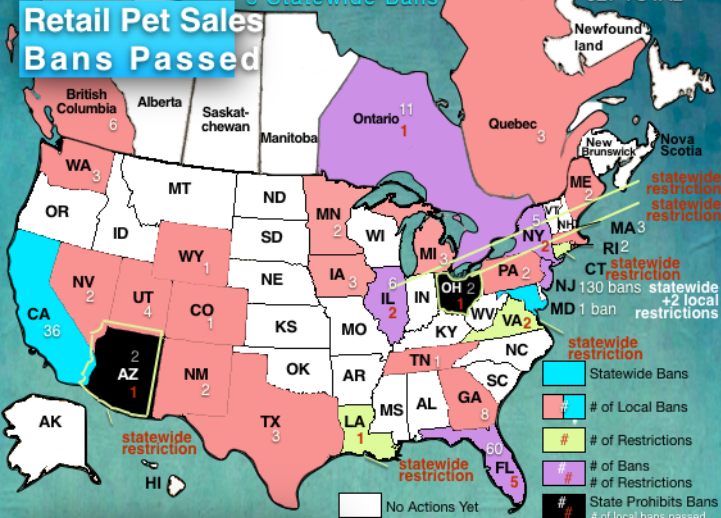 3 Statewide Bans
Retail Pet Sales
Bans Passed
Newfound
land
British
Columbia
6
Alberta
Saskat-
chewan
Manitoba
Ontario 11
1
Quebec
3
New
Brunswick
Nova
Scotia
WA
3
OR
ID
MT
ND
SD
NE
KS
OK
WY
1
NV
2
UT
4
CO
1
CA
36
2
AZ
1
NM
2
TX
3
MN
2
IA 3
WI
MI
3
6
IL
2
IN
OH 2
1
MO
AR
LA
1
MS
AL
TN 1
KY
WV
VA 2
NC
SC
GA
8
60
FL
5
PA 2
5
NY
2
VT
NH
ME
2
MA 3
RI 2
CT
NJ 130 bans
MD 1 ban
AK
HI
statewide
restriction
statewide
restriction
statewide
restriction
statewide
+2 local
restrictions
statewide
restriction
statewide
restriction
statewide
restriction
Statewide Bans
# # of Local Bans
# # of Restrictions
# # of Bans
# # of Restrictions
# State Prohibits Bans
# # of local bans passed
No Actions Yet